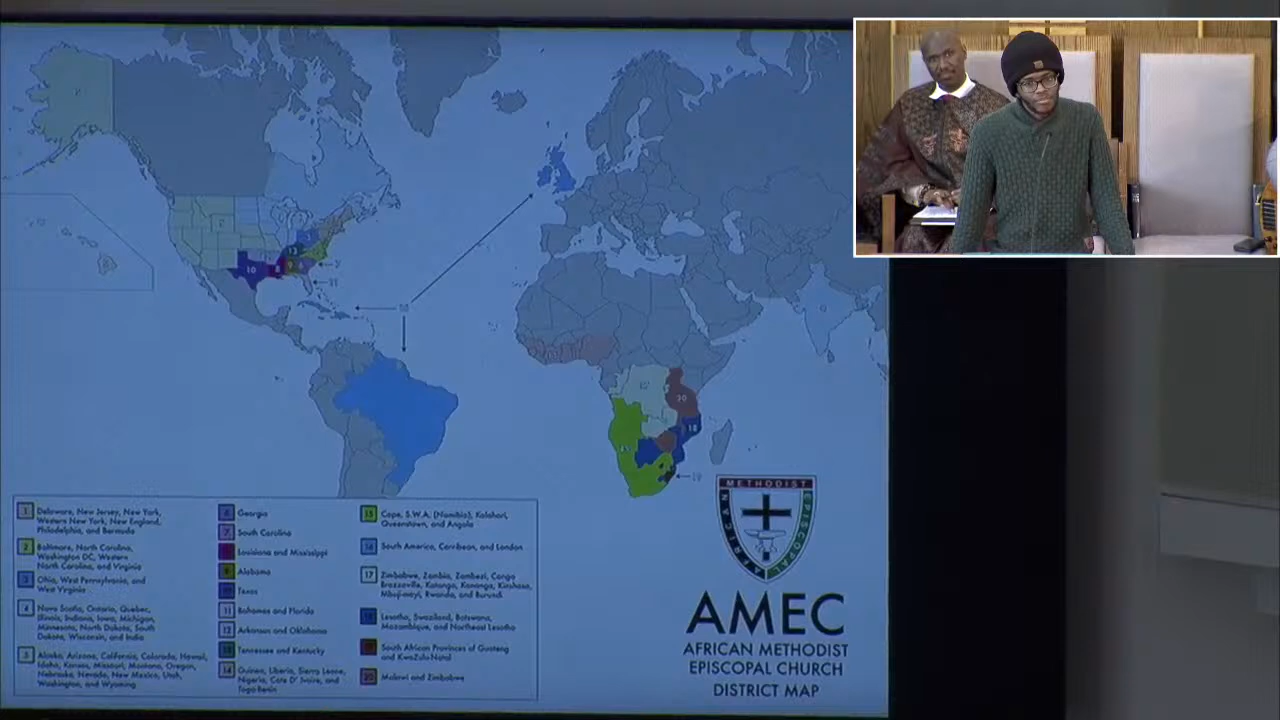 10
20
18
19
15
1 Delaware, New Jersey, New York,
Western New York, New England,
Philadelphia, and Bermuda
2 Baltimore, North Carolina,
Washington DC, Western
North Carolina, and Virginia
3 Ohio, West Pennsylvania, and
West Virginia
4 Nova Scotia, Ontario, Quebec,
Illinois, Indiana, Iowa, Michigan,
Minnesota, North Dakota, South
Dakota, Wisconsin, and India
5 Alaska, Arizona, California, Colorado, Hawaii,
Idaho, Kansas, Missouri, Montana, Oregon,
Nebraska, Nevada, New Mexico, Utah,
Washington, and Wyoming
6 Georgia
7 South Carolina
Louisiana and Mississippi
9 Alabama
10 Texas
11 Bahamas and Florida
12 Arkansas and Oklahoma
13 Tennessee and Kentucky
14 Guinea, Liberia, Sierra Leone,
Nigeria, Cote D' Ivoire, and
Togo-Benin
15 Cape, S.W.A. (Namibia), Kalahari,
Queenstown, and Angola
16 South America, Carribean, and London
17 Zimbabwe, Zambia, Zambezi, Congo
Brazzaville, Katanga, Kananga, Kinshasa,
Mbuji-mayi, Rwanda, and Burundi
18 Lesotho, Swaziland, Botswana,
Mozambique, and Northeast Lesotho
South African Provinces of Guateng
and KwaZulu-Natal
20 Malawi and Zimbabwe
AFRICAN METHODIST EPISCOPAL
AMEC
AFRICAN METHODIST
EPISCOPAL CHURCH
DISTRICT MAP